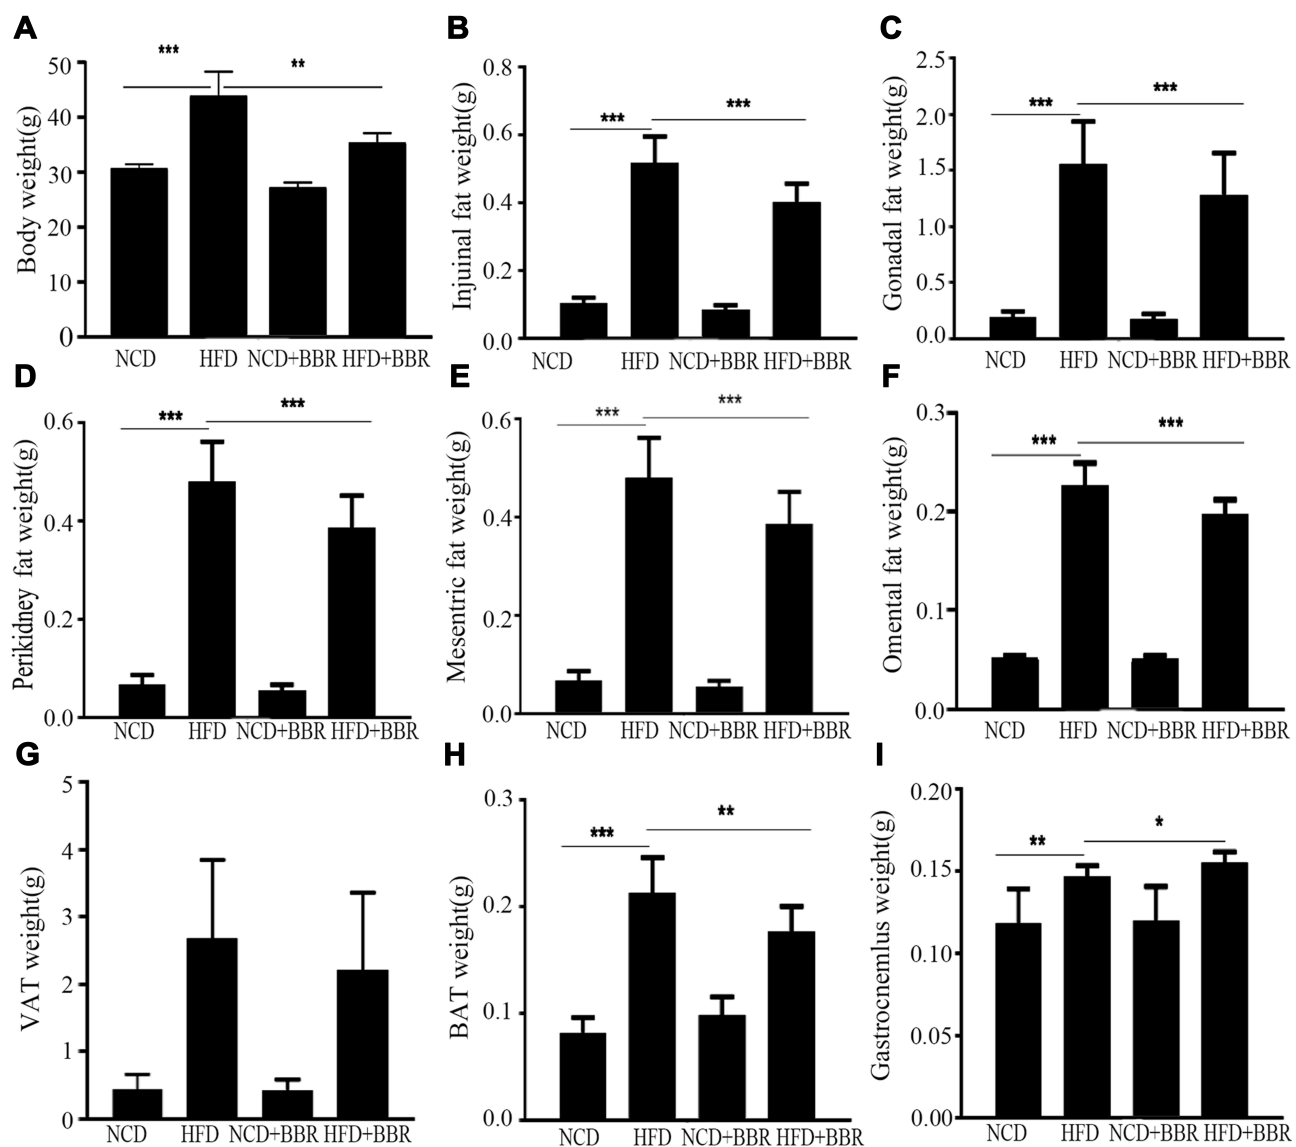 A
Body weight(g)
50
40
30
20
10
0
***
**
NCD HFD NCD+BBR HFD+BBR
B
Injuinal fat weight(g)
0.8
0.6
0.4
0.2
0.0
***
***
NCD HFD NCD+BBR HFD+BBR
C
Gonadal fat weight(g)
2.5
2.0
1.5
1.0
0.5
0.0
***
***
NCD HFD NCD+BBR HFD+BBR
D
Perikidney fat weight(g)
0.6
0.4
0.2
0.0
***
***
NCD HFD NCD+BBR HFD+BBR
E
Mesentric fat weight(g)
0.6
0.4
0.2
0.0
***
***
NCD HFD NCD+BBR HFD+BBR
F
Omental fat weight(g)
0.3
0.2
0.1
0.0
***
***
NCD HFD NCD+BBR HFD+BBR
G
VAT weight(g)
5
4
3
2
1
0
NCD HFD NCD+BBR HFD+BBR
H
BAT weight(g)
0.3
0.2
0.1
0.0
***
**
NCD HFD NCD+BBR HFD+BBR
I
Gastrocnemlus weight(g)
0.20
0.15
0.10
0.05
0.00
**
*
NCD HFD NCD+BBR HFD+BBR